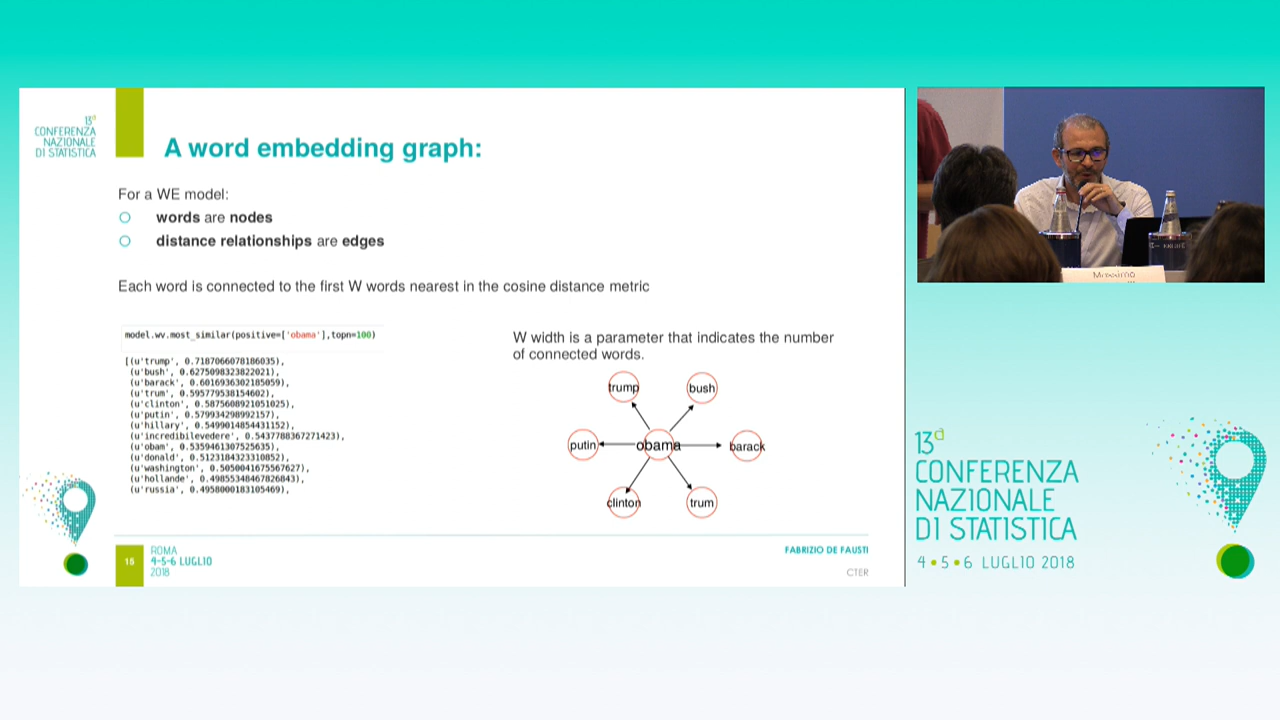 13a
CONFERENZA
NAZIONALE
DI STATISTICA
A word embedding graph:
For a WE model:
words are nodes
distance relationships are edges
Each word is connected to the first W words nearest in the cosine distance metric
model.wv.most_similar(positive=['obama'],topn=100)
[(u'trump', 0.7187066078186035),
(u'bush', 0.6275098323822021),
(u'barack', 0.6016936302185059),
(u'trum', 0.595779538154602),
(u'clinton', 0.5875608921051025),
(u'putin', 0.579934298992157),
(u'hillary', 0.5499014854431152),
(u'incredibilevedere', 0.5437788367271423),
(u'obam', 0.5359461307525635),
(u'donald', 0.5123184323310852),
(u'washington', 0.5050041675567627),
(u'hollande', 0.49855348467826843),
(u'russia', 0.4958000183105469),
W width is a parameter that indicates the number
of connected words.
trump
bush
putin
obama
barack
clinton
trum
15
ROMA
4-5-6 LUGLIO
2018
FABRIZIO DE FAUSTI
CTER
13a
CONFERENZA
NAZIONALE
DI STATISTICA
4•5•6 LUGLIO 2018